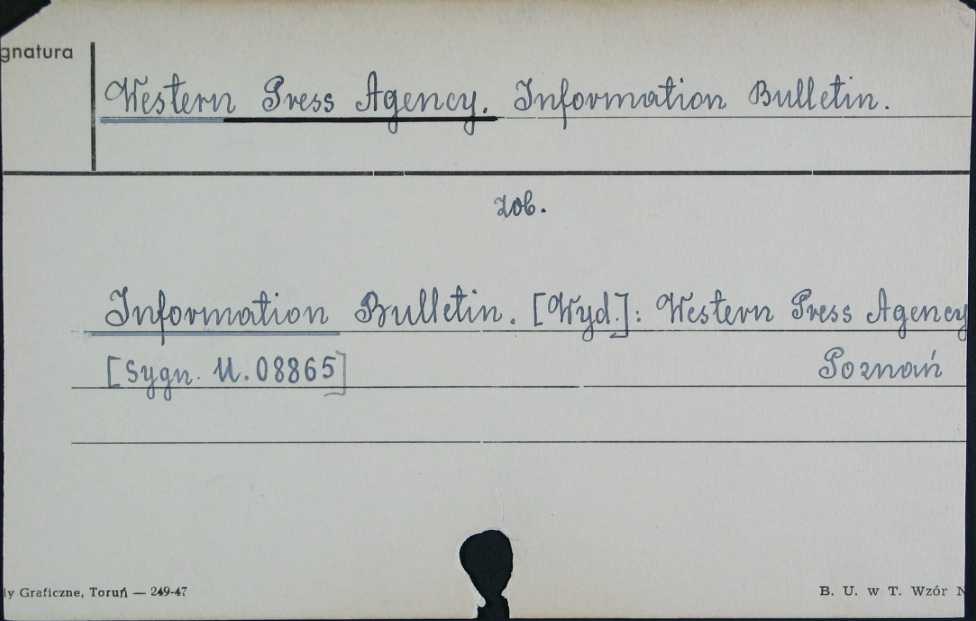 gnatura
Western Press Agency. Information Bulletin.
zob.
Information Bulletin. [Wyd.]: Western Press Agency
[Sygn. U.08865] Poznań
ly Graficzne, Toruń — 249-47 B. U. w T. Wzór N